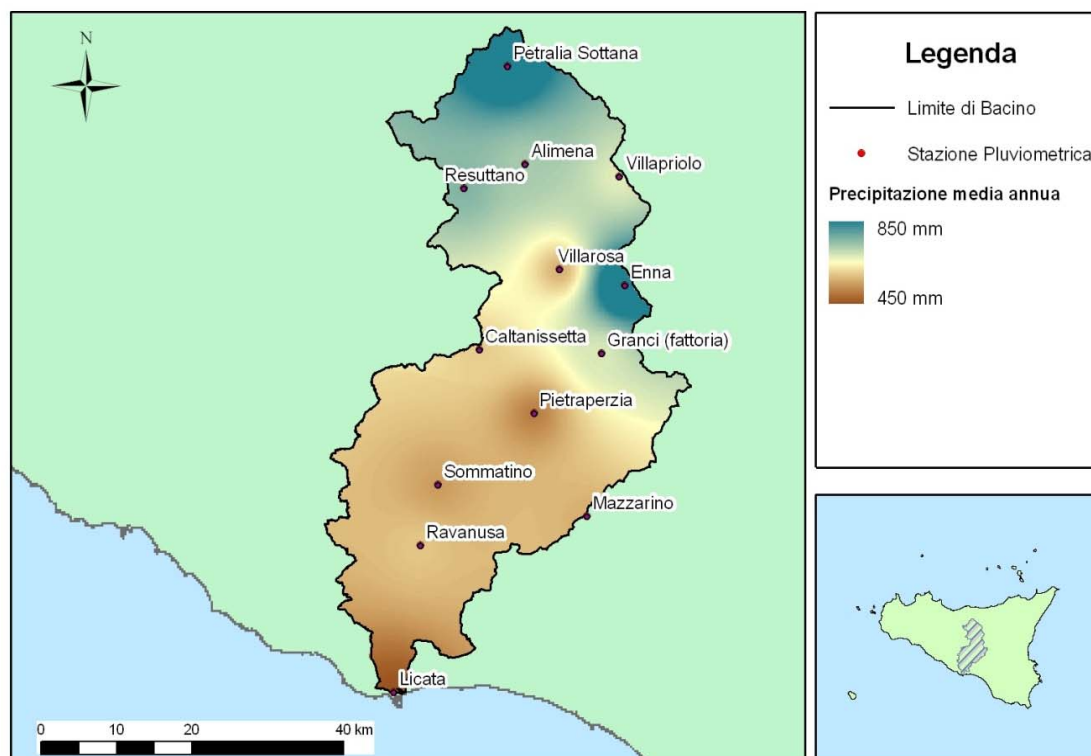 N
Petralia Sottana
Alimena
Villapriolo
Resuttano
Villarosa
Enna
Caltanissetta
Granci (fattoria)
Pietraperzia
Sommatino
Mazzarino
Ravanusa
Licata
0 10 20 40 km
Legenda
Limite di Bacino
Stazione Pluviometrica
Precipitazione media annua
850 mm
450 mm